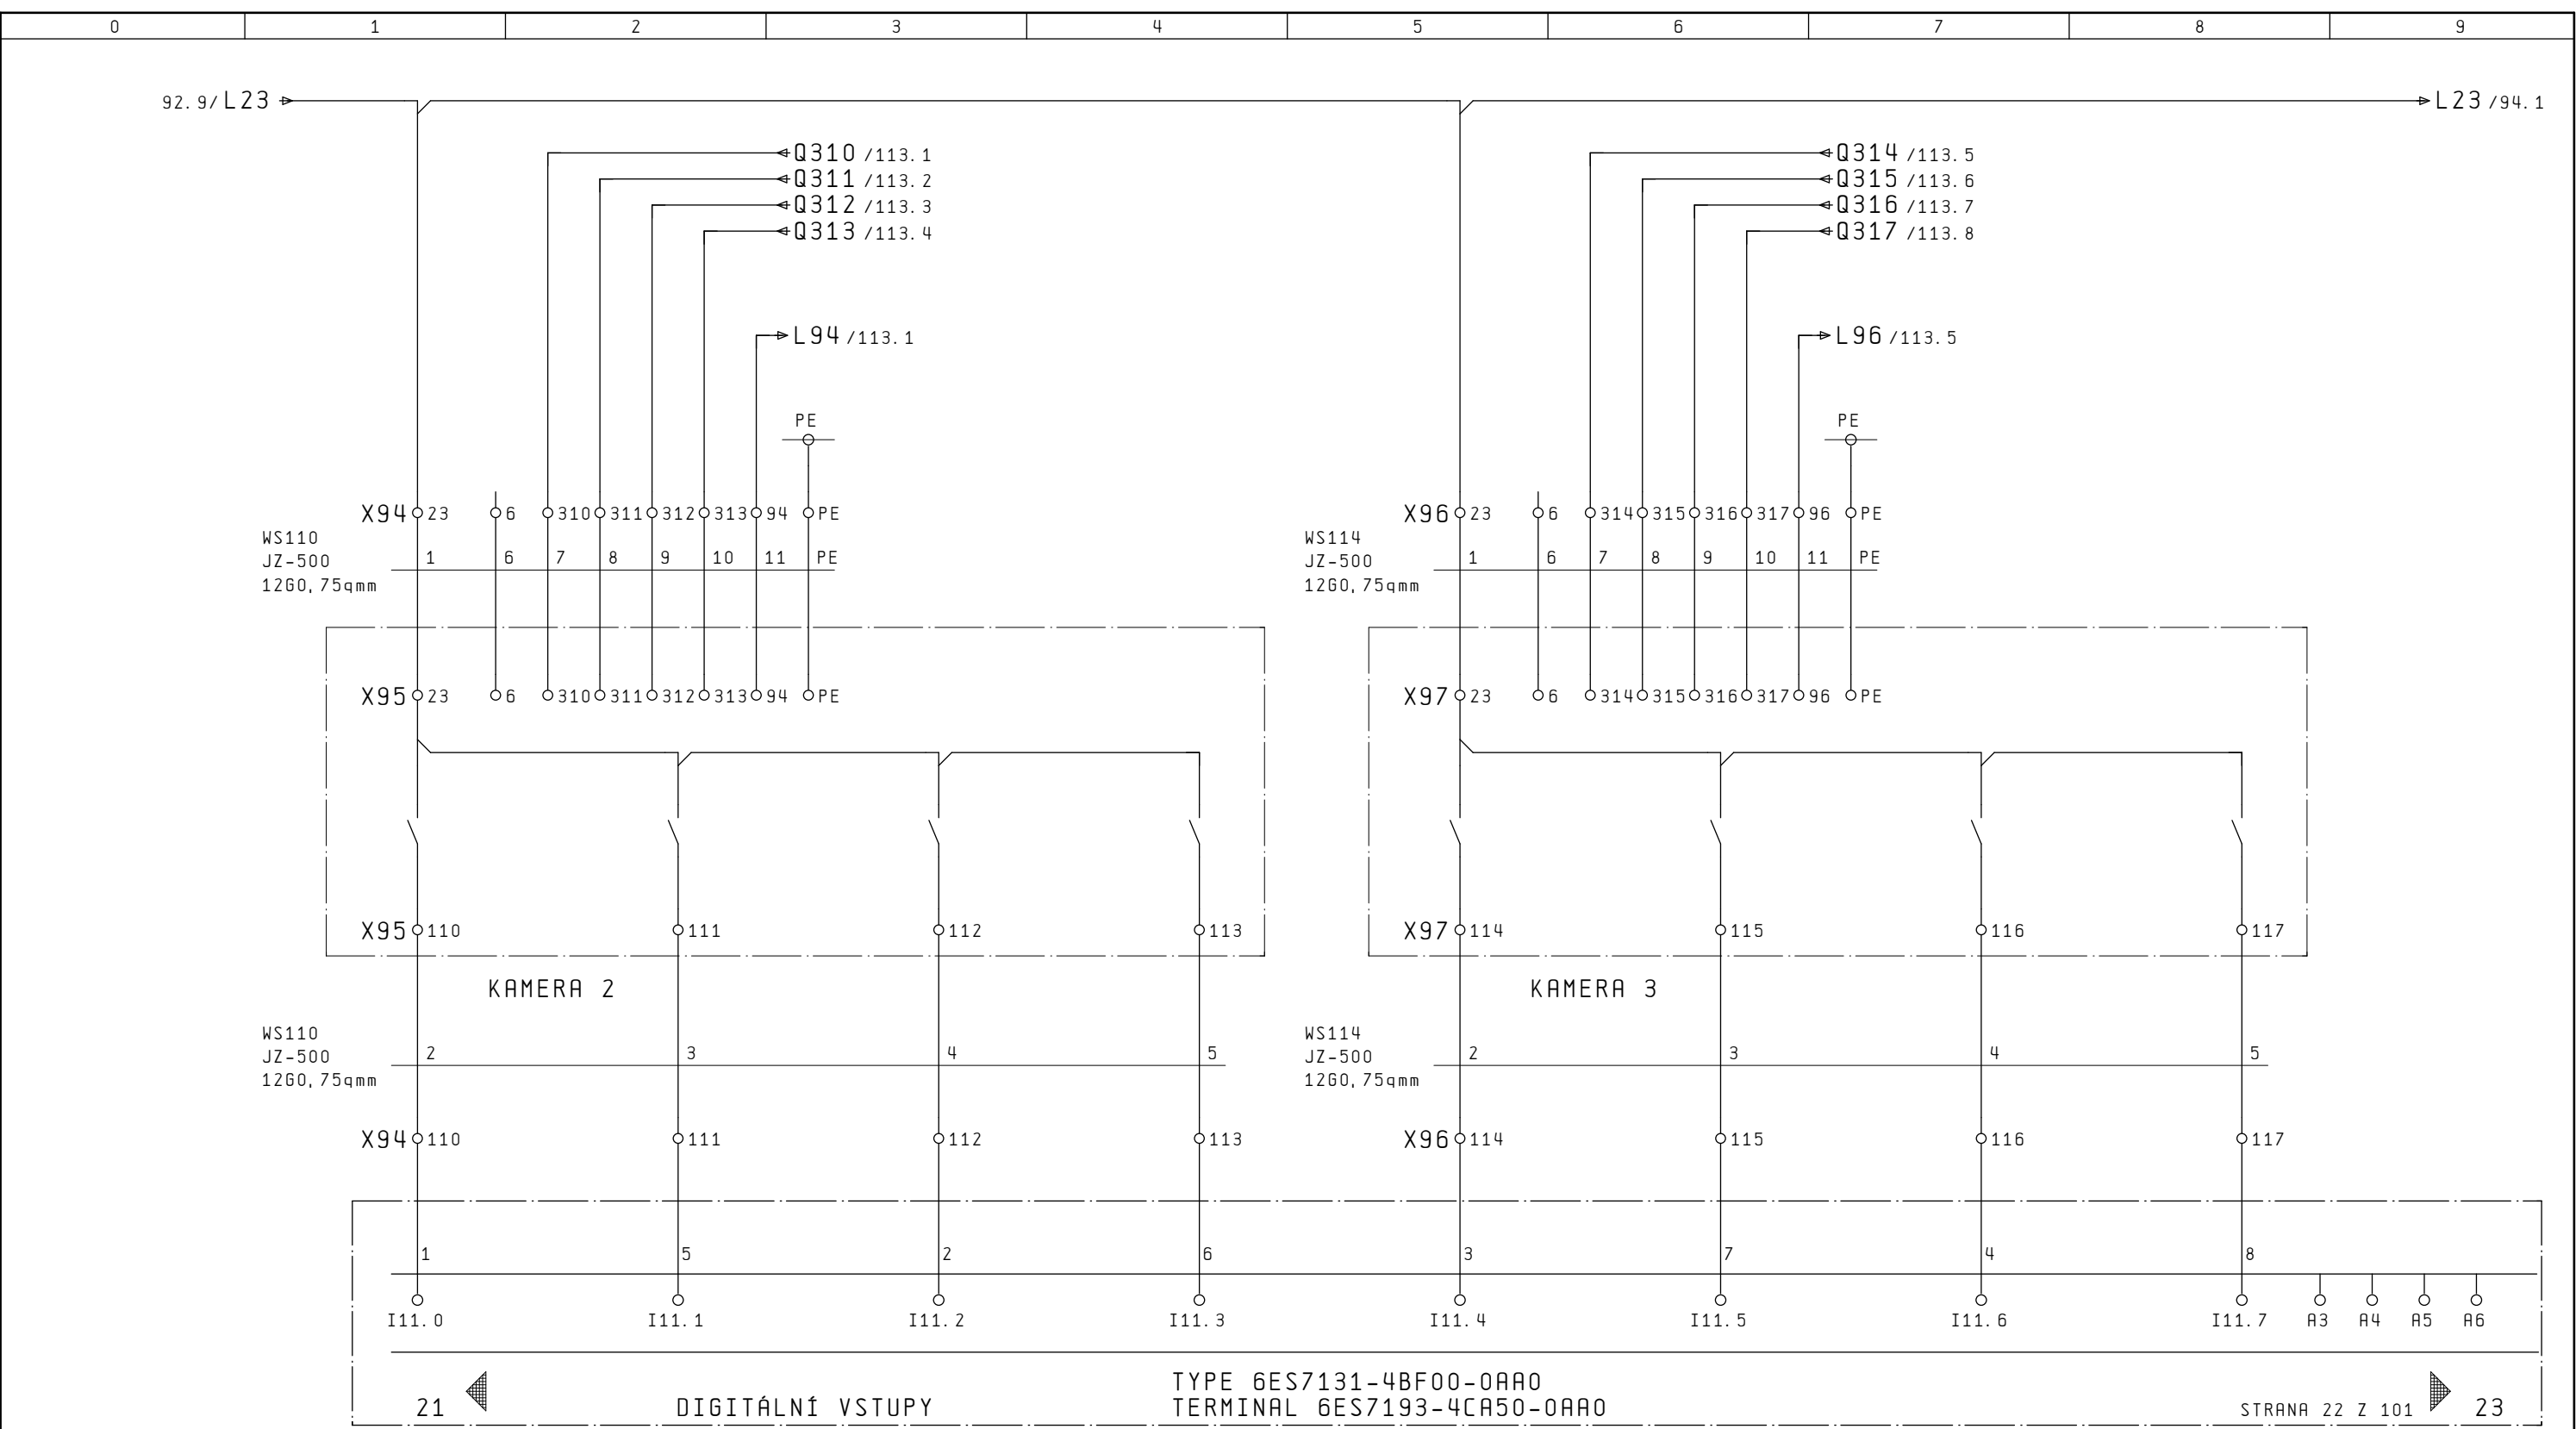 0 1 2 3 4 5 6 7 8 9
92.9/L23 L23/94.1
Q310/113.1 Q314/113.5
Q311/113.2 Q315/113.6
Q312/113.3 Q316/113.7
Q313/113.4 Q317/113.8
L94/113.1 L96/113.5
PE PE
X94 23 6 310 311 312 313 94 PE X96 23 6 314 315 316 317 96 PE
WS110 WS114
JZ-500 1 6 7 8 9 10 11 PE JZ-500 1 6 7 8 9 10 11 PE
12G0,75qmm 12G0,75qmm
X95 23 6 310 311 312 313 94 PE X97 23 6 314 315 316 317 96 PE
X95 110 111 112 113 X97 114 115 116 117
KAMERA 2 KAMERA 3
WS110 WS114
JZ-500 2 3 4 5 JZ-500 2 3 4 5
12G0,75qmm 12G0,75qmm
X94 110 111 112 113 X96 114 115 116 117
1 5 2 6 3 7 4 8
I11.0 I11.1 I11.2 I11.3 I11.4 I11.5 I11.6 I11.7 A3 A4 A5 A6
TYPE 6ES7131-4BF00-0AA0
21 DIGITÁLNÍ VSTUPY TERMINAL 6ES7193-4CA50-0AA0 STRANA 22 Z 101 23